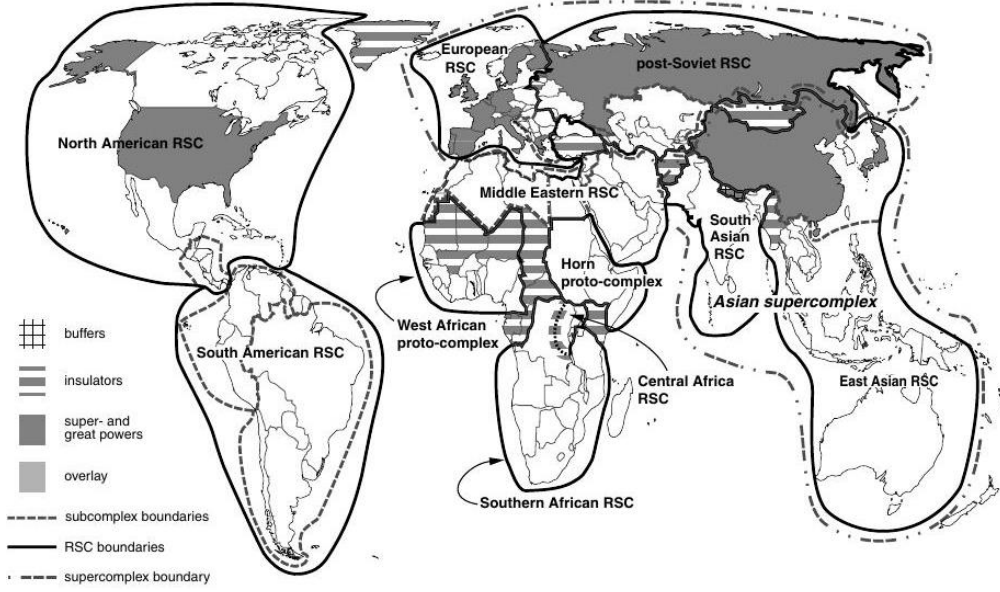 European
RSC
post-Soviet RSC
North American RSC
Middle Eastern RSC
South
Asian
RSC
Horn
proto-complex
Asian supercomplex
West African
proto-complex
South American RSC
Central Africa
RSC
East Asian RSC
Southern African RSC
buffers
insulators
super- and
great powers
overlay
subcomplex boundaries
RSC boundaries
supercomplex boundary